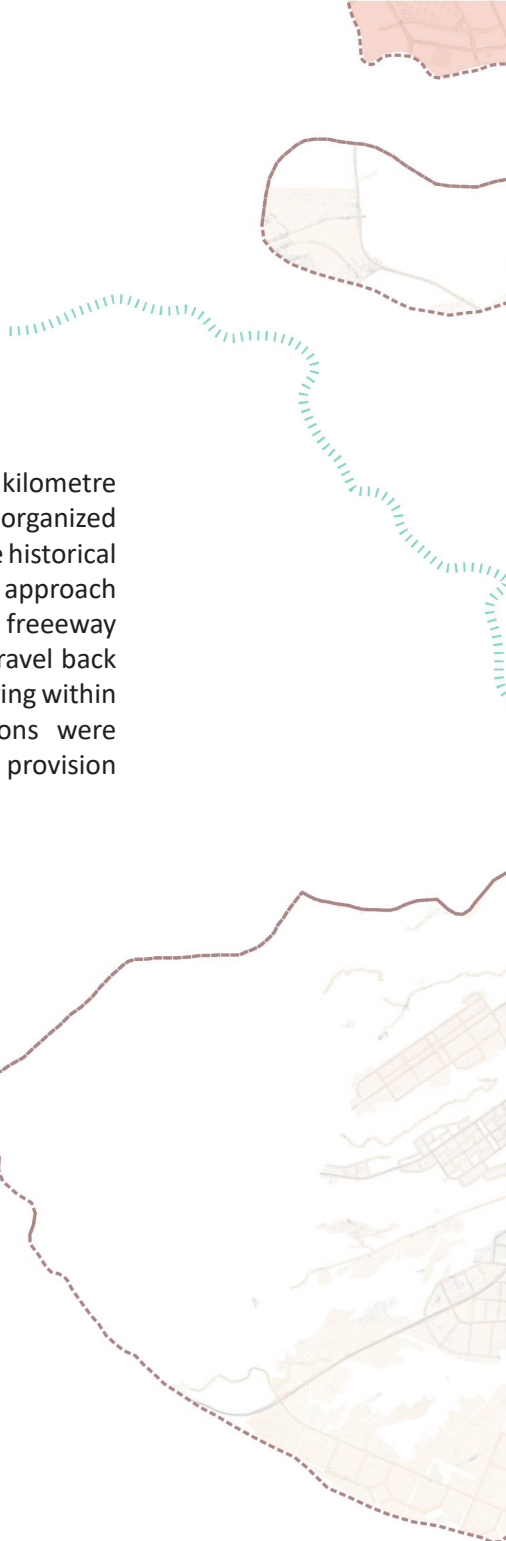 kilometre
organized
historical
approach
freeeway
ravel back
ing within
ons were
provision